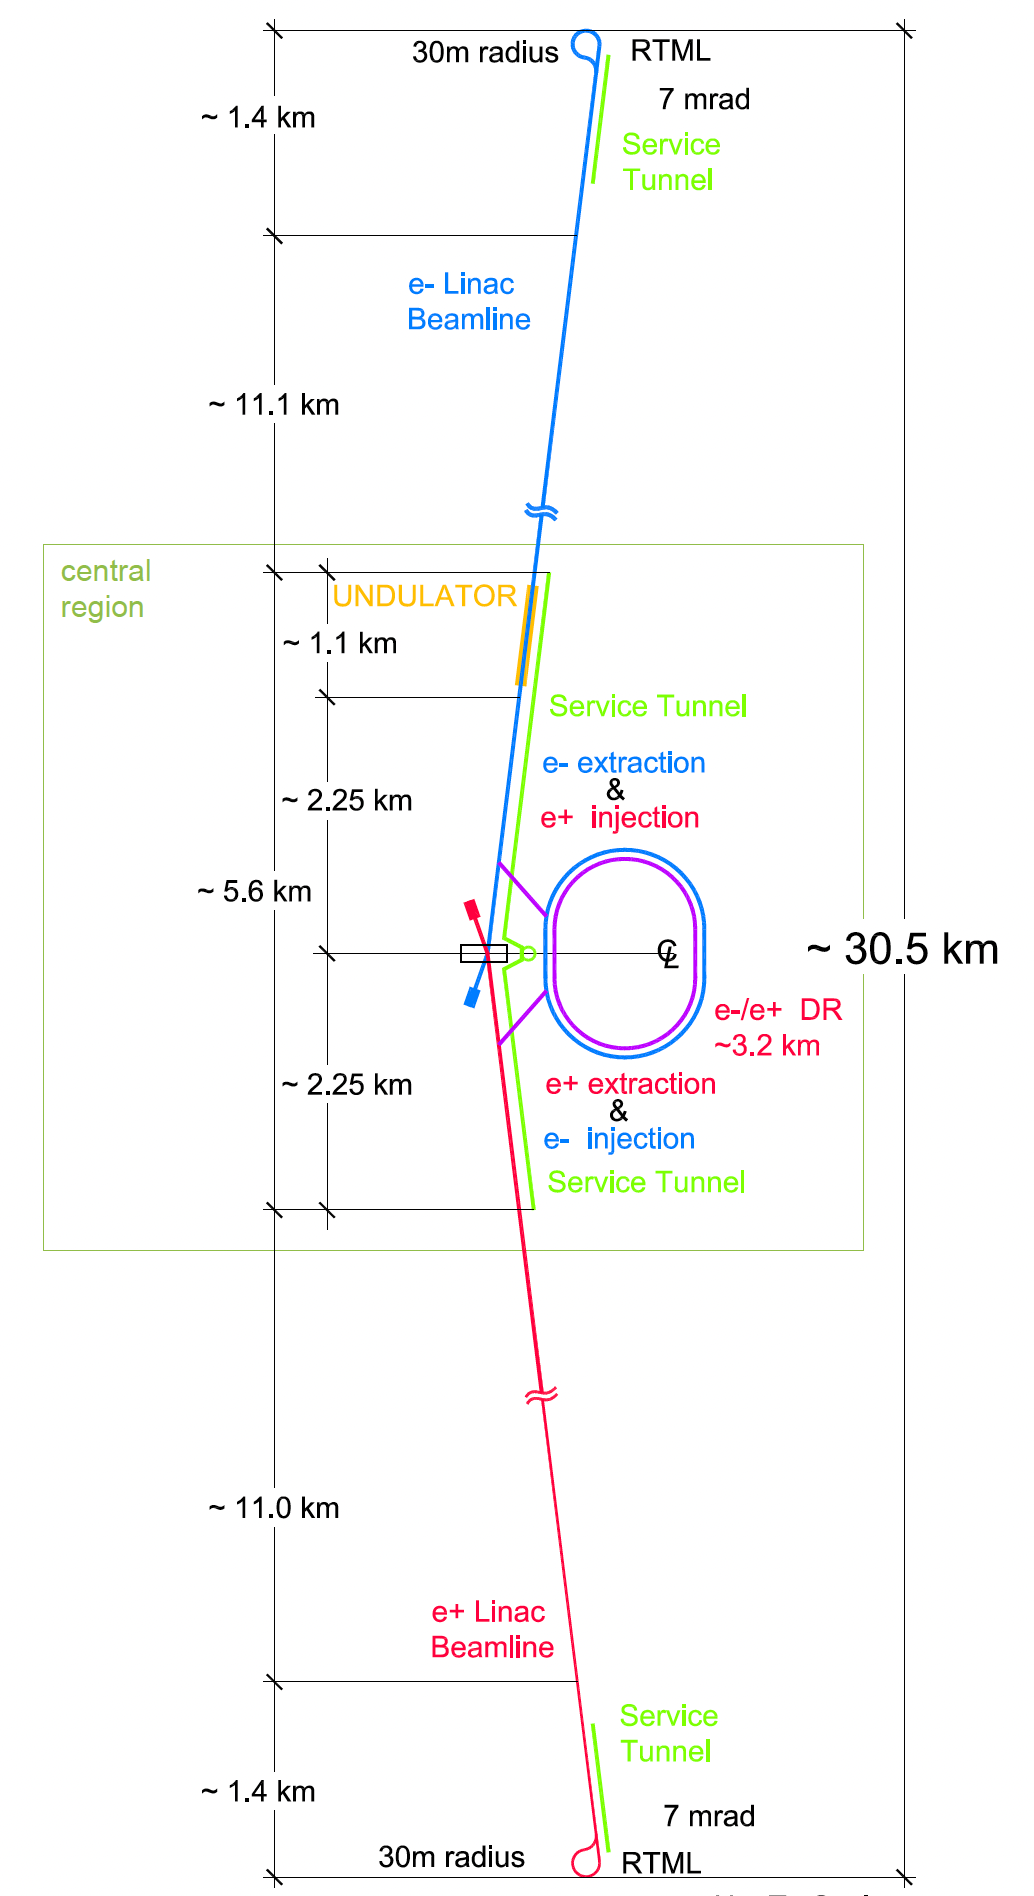 30m radius
RTML
~ 1.4 km
7 mrad
Service
Tunnel
e- Linac
Beamline
~ 11.1 km
central
region
UNDULATOR
~ 1.1 km
Service Tunnel
e- extraction
&
e+ injection
~ 2.25 km
~ 5.6 km
~ 30.5 km
e-/e+ DR
~3.2 km
~ 2.25 km
e+ extraction
&
e- injection
Service Tunnel
~ 11.0 km
e+ Linac
Beamline
Service
Tunnel
~ 1.4 km
7 mrad
30m radius
RTML